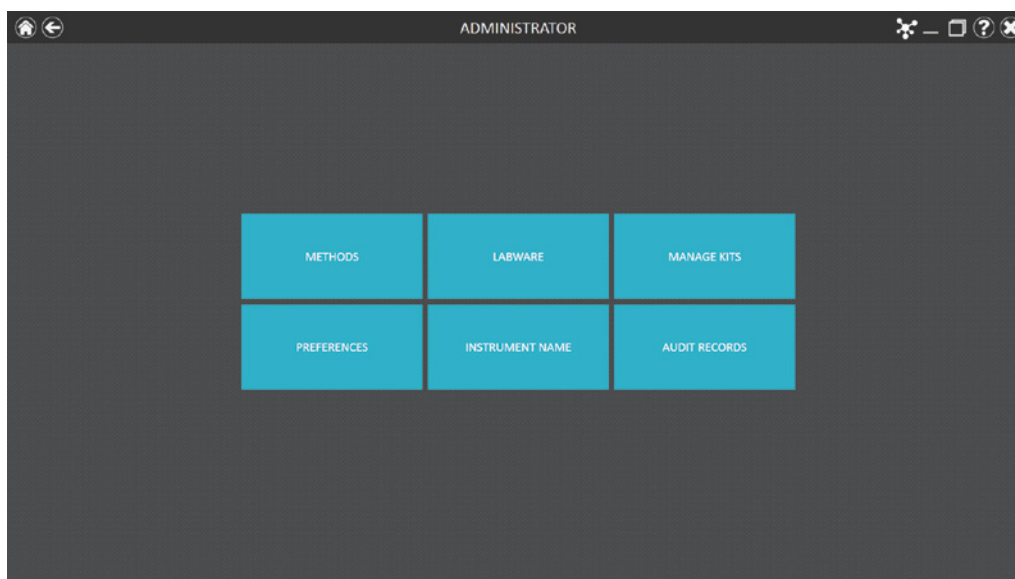 ADMINISTRATOR
METHODS
LABWARE
MANAGE KITS
PREFERENCES
INSTRUMENT NAME
AUDIT RECORDS